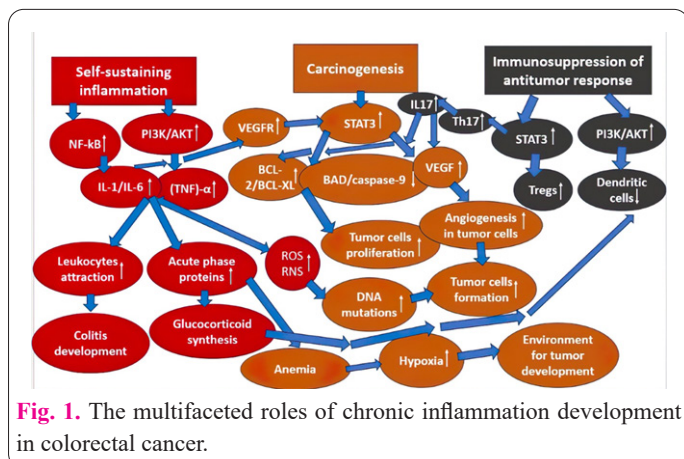 Self-sustaining
inflammation
Carcinogenesis
Immunosuppression of
antitumor response
NF-kB↑
PI3K/AKT↑
VEGFR↑
STAT3↑
IL17↑
Th17↑
STAT3
↑
PI3K/AKT↑
IL-1/IL-6 ↑
(TNF)-α↑
BCL-
2/BCL-XL↑
BAD/caspase-9↓
VEGF↑
Tregs↑
Dendritic
cells↓
Leukocytes
attraction ↑
Acute phase
proteins↑
ROS
RNS↑
Tumor cells
proliferation ↑
Angiogenesis
in tumor cells ↑
Colitis
development
Glucocorticoid
synthesis
DNA
mutations ↑
Tumor cells
formation ↑
Anemia
Hypoxia↑
Environment
for tumor
development
Fig. 1. The multifaceted roles of chronic inflammation development
in colorectal cancer.